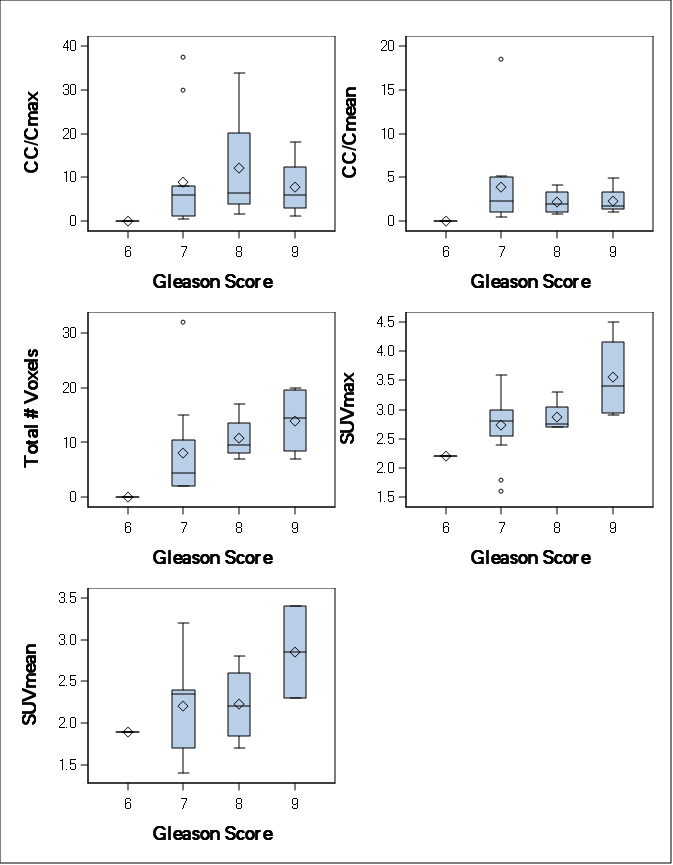 CC/Cmax
40
30
20
10
0
6 7 8 9
Gleason Score
CC/Cmean
20
15
10
5
0
6 7 8 9
Gleason Score
Total # Voxels
30
20
10
0
6 7 8 9
Gleason Score
SUVmax
4.5
4.0
3.5
3.0
2.5
2.0
1.5
6 7 8 9
Gleason Score
SUVmean
3.5
3.0
2.5
2.0
1.5
6 7 8 9
Gleason Score